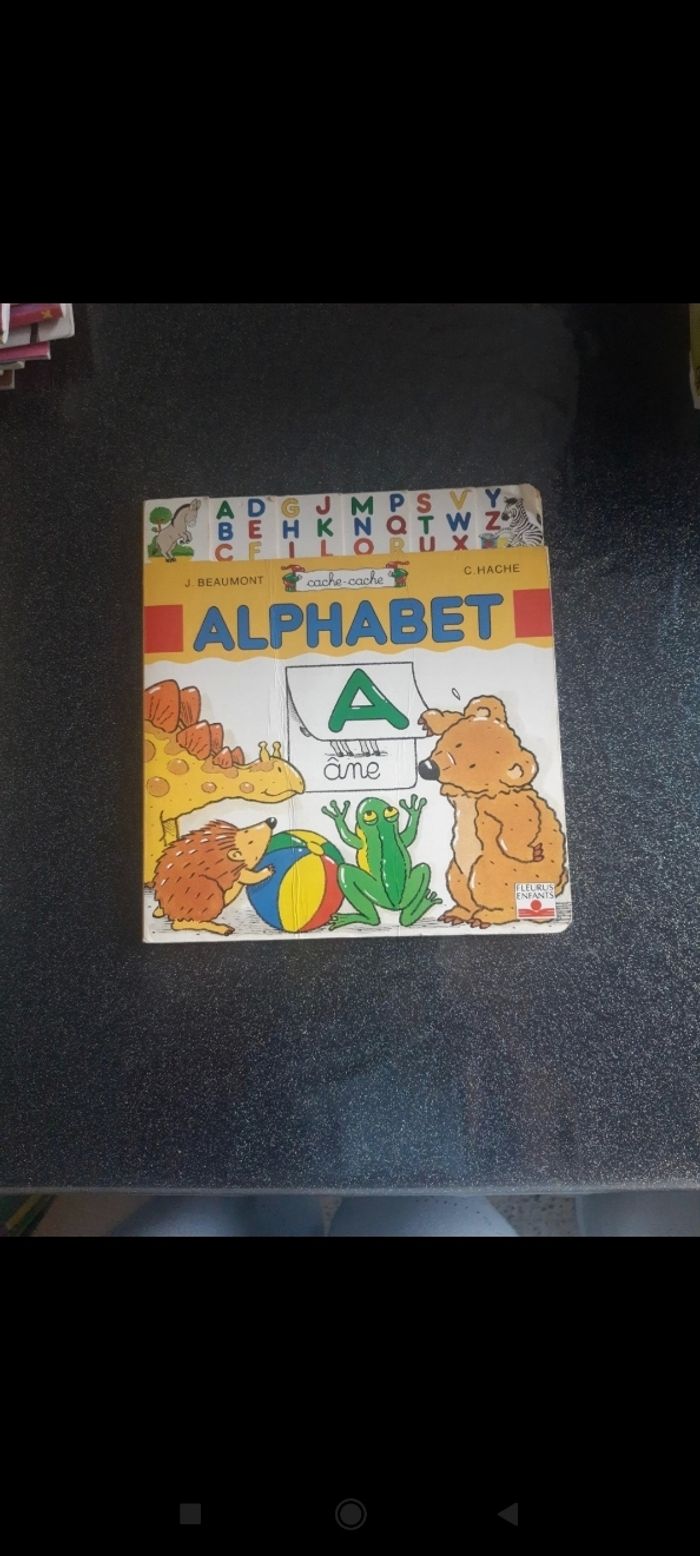 A D G J M P S V Y
B E H K N Q T W Z
C F I L O R U X
J. BEAUMONT cache-cache C. HACHE
ALPHABET
A
âne
FLEURUS
ENFANTS